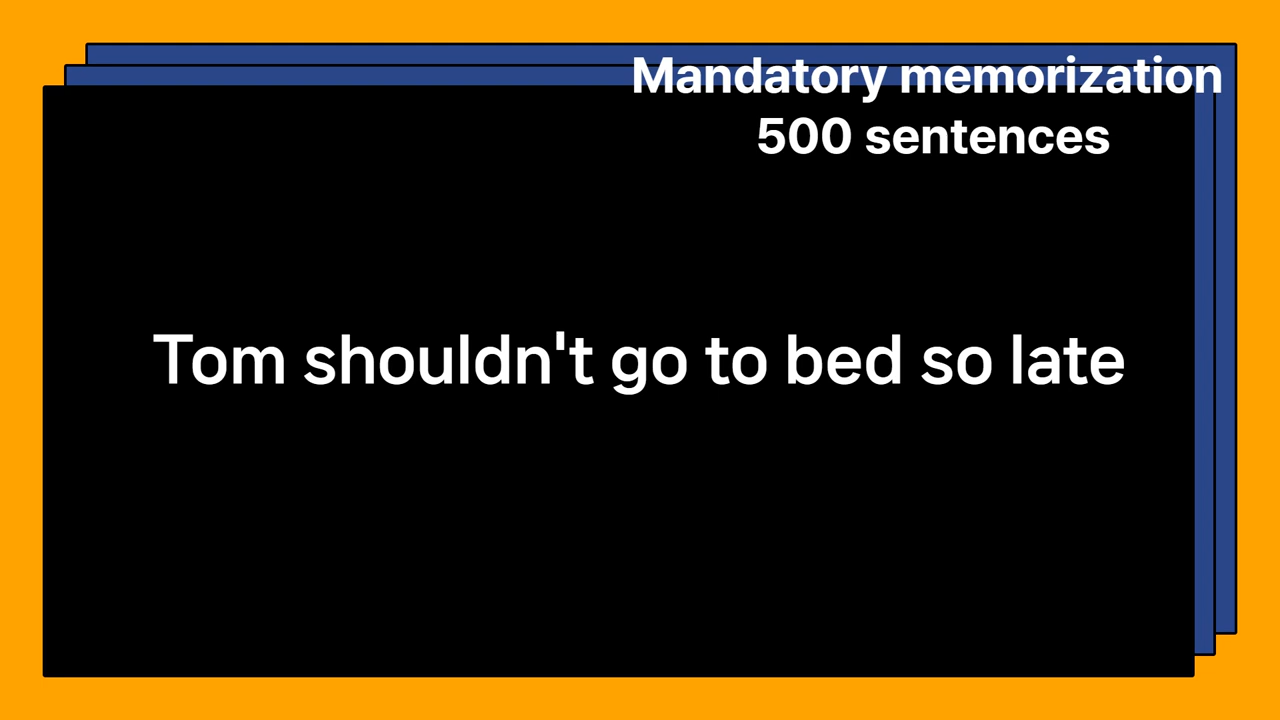 Mandatory memorization
500 sentences
Tom shouldn't go to bed so late